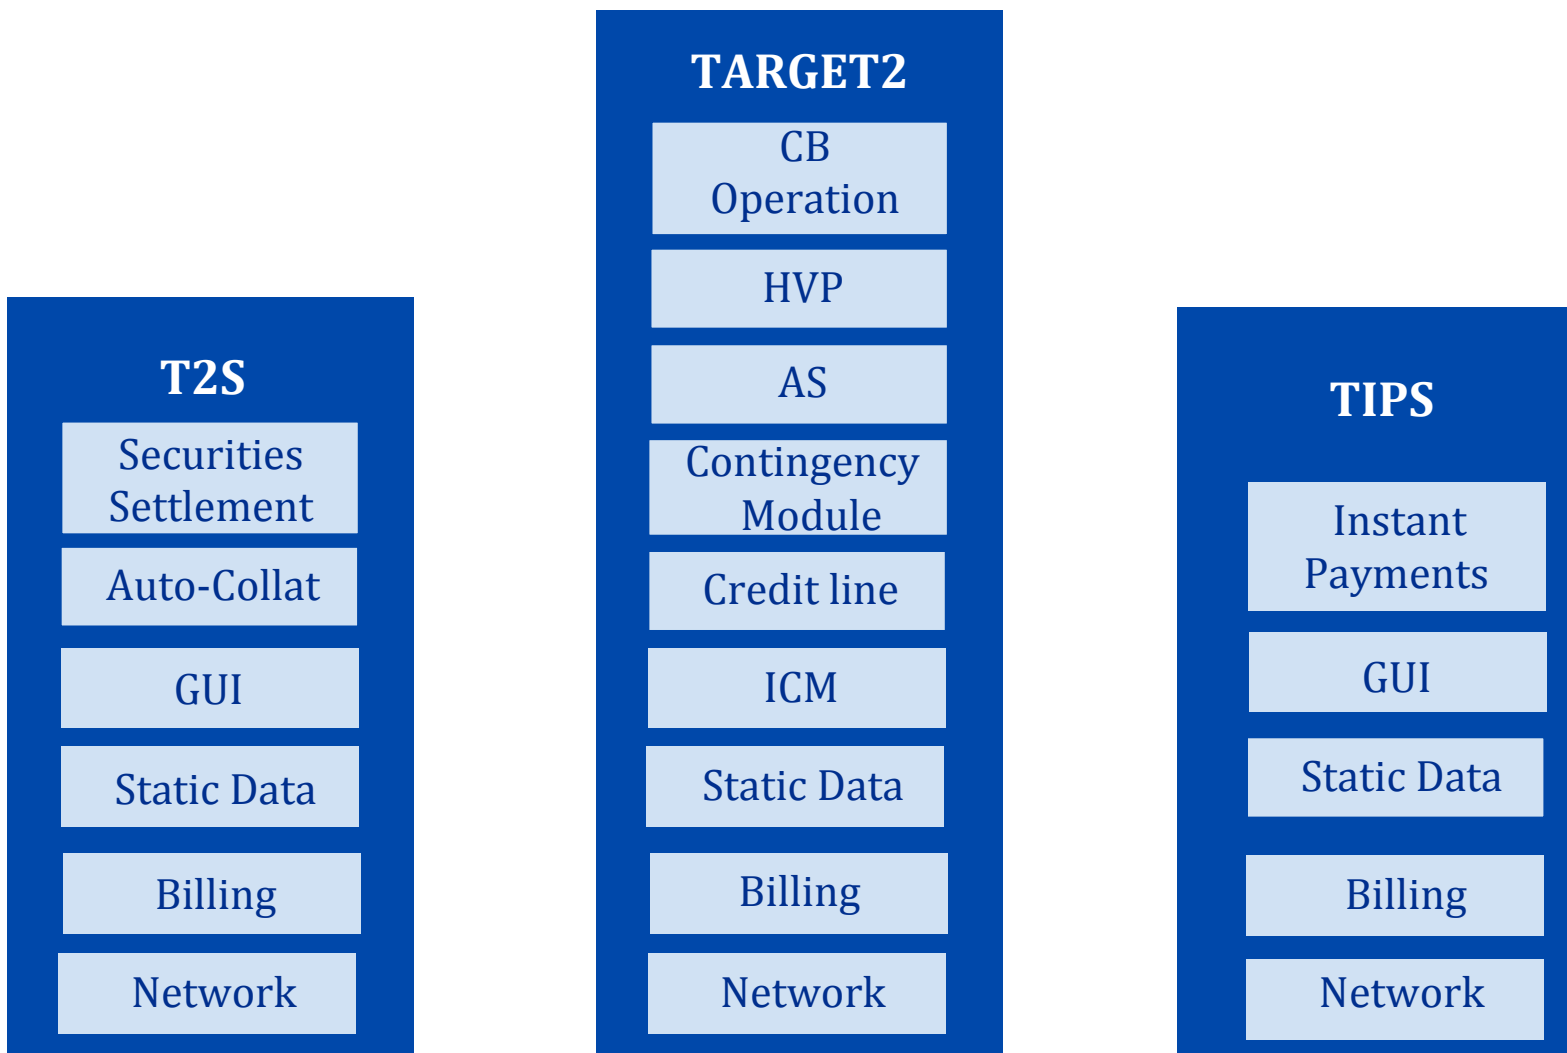 T2S
Securities
Settlement
Auto-Collat
GUI
Static Data
Billing
Network
TARGET2
CB
Operation
HVP
AS
Contingency
Module
Credit line
ICM
Static Data
Billing
Network
TIPS
Instant
Payments
GUI
Static Data
Billing
Network